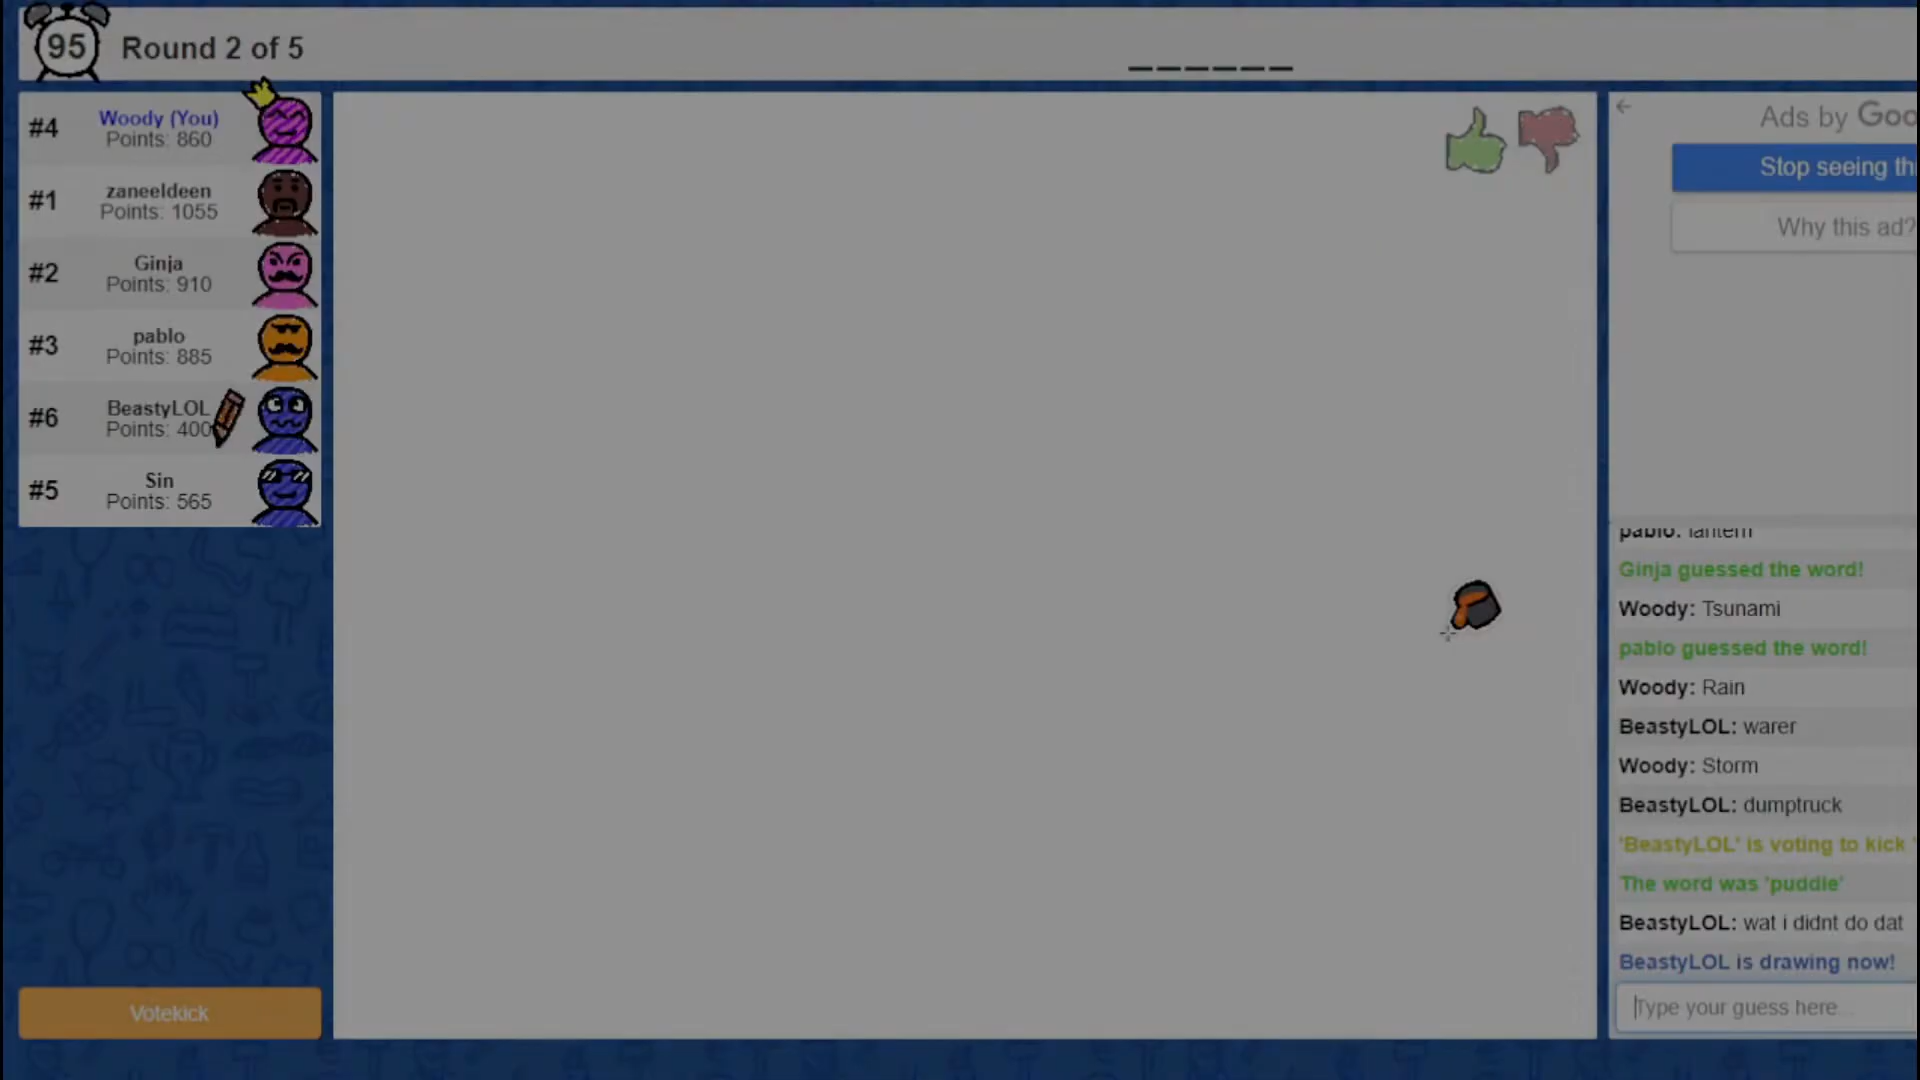 95
Round 2 of 5
______
#4
Woody (You)
Points: 860
#1
zaneeldeen
Points: 1055
#2
Ginja
Points: 910
#3
pablo
Points: 885
#6
BeastyLOL
Points: 400
#5
Sin
Points: 565
Votekick
Ads by Goo
Stop seeing th
Why this ad?
pablo: lantern
Ginja guessed the word!
Woody: Tsunami
pablo guessed the word!
Woody: Rain
BeastyLOL: warer
Woody: Storm
BeastyLOL: dumptruck
'BeastyLOL' is voting to kick '
The word was 'puddle'
BeastyLOL: wat i didnt do dat
BeastyLOL is drawing now!
Type your guess here...